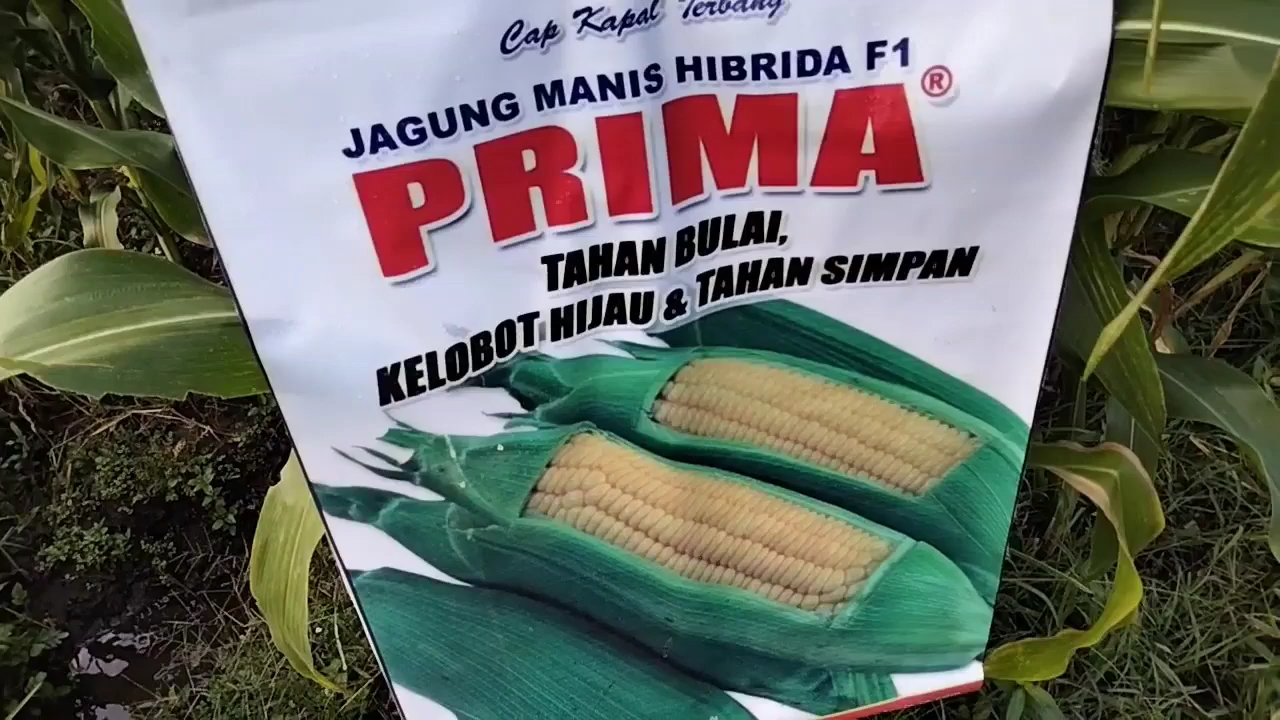 Cap Kapal Terbang
JAGUNG MANIS HIBRIDA F1
PRIMA®
TAHAN BULAI,
KELOBOT HIJAU & TAHAN SIMPAN